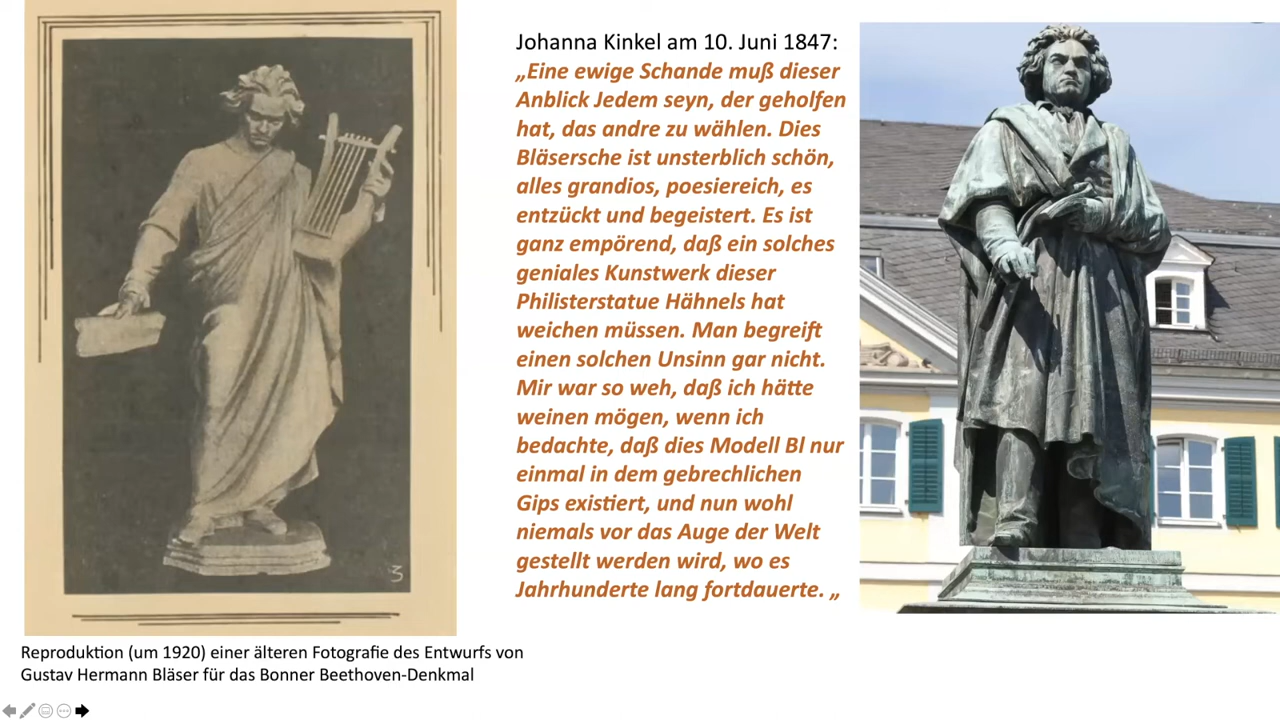 Johanna Kinkel am 10. Juni 1847:
„Eine ewige Schande muß dieser
Anblick Jedem seyn, der geholfen
hat, das andre zu wählen. Dies
Bläsersche ist unsterblich schön,
alles grandios, poesiereich, es
entzückt und begeistert. Es ist
ganz empörend, daß ein solches
geniales Kunstwerk dieser
Philisterstatue Hähnels hat
weichen müssen. Man begreift
einen solchen Unsinn gar nicht.
Mir war so weh, daß ich hätte
weinen mögen, wenn ich
bedachte, daß dies Modell Bl nur
einmal in dem gebrechlichen
Gips existiert, und nun wohl
niemals vor das Auge der Welt
gestellt werden wird, wo es
Jahrhunderte lang fortdauerte. „
3
Reproduktion (um 1920) einer älteren Fotografie des Entwurfs von
Gustav Hermann Bläser für das Bonner Beethoven-Denkmal